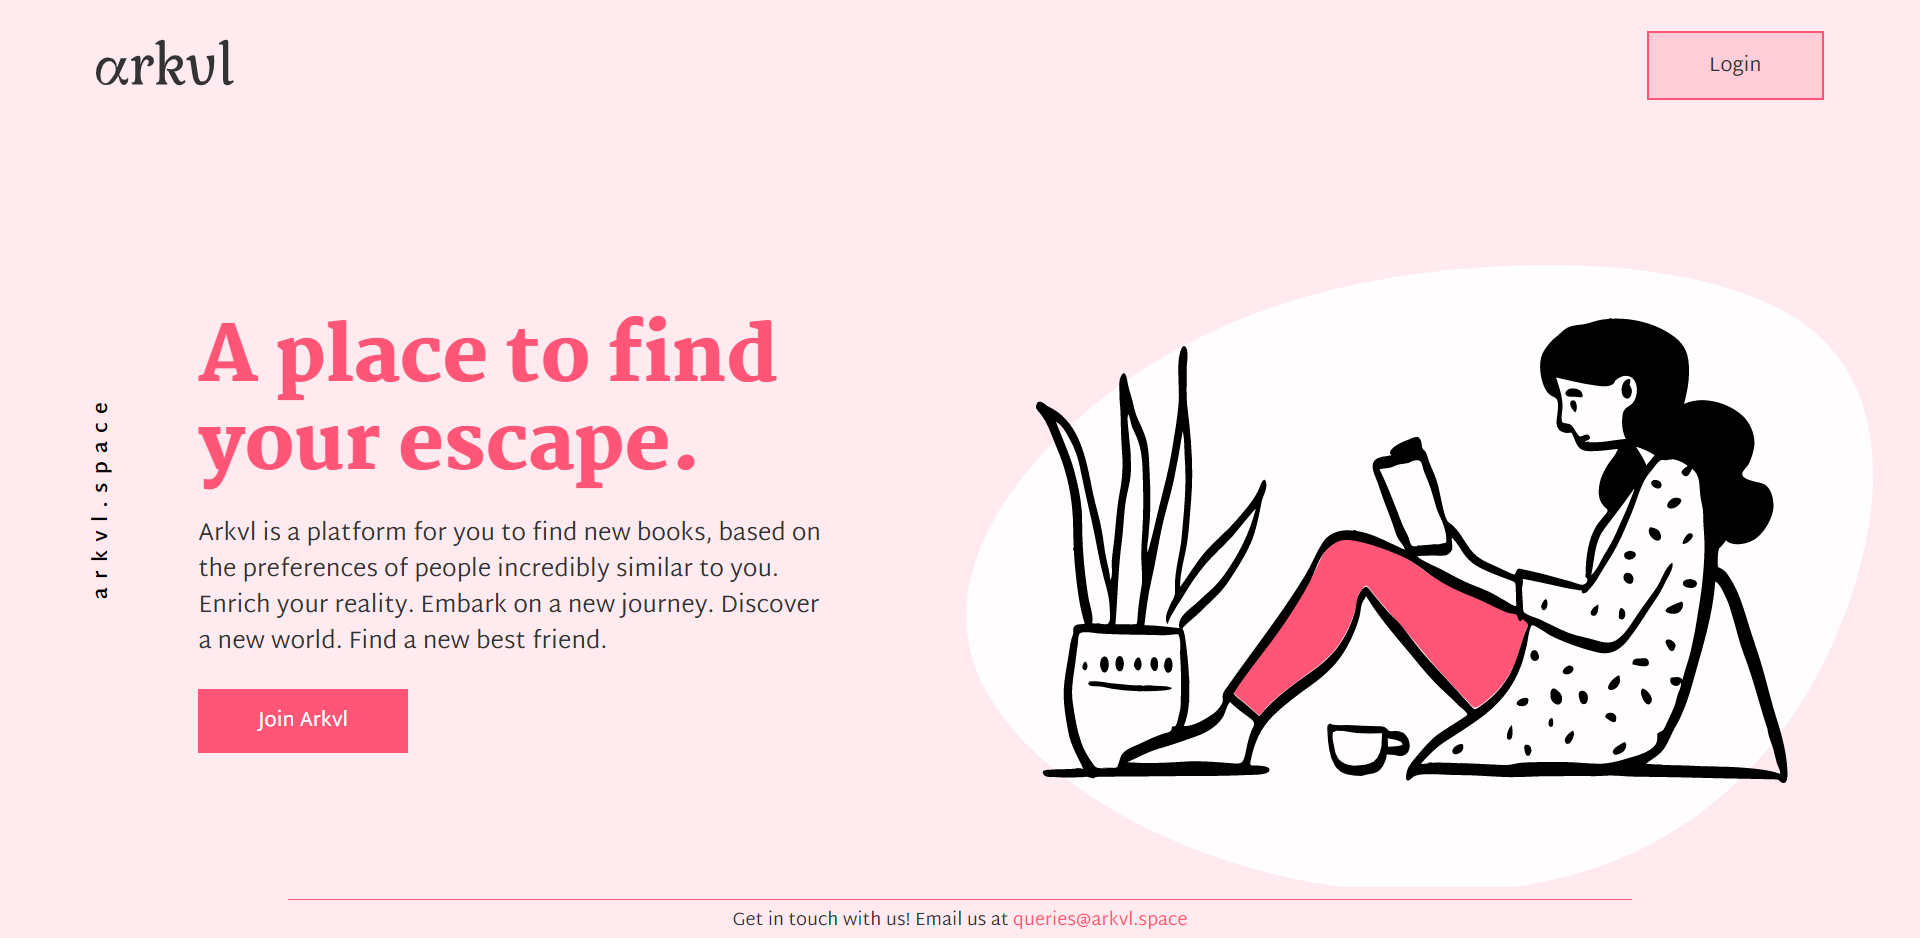 αrkvl
Login
A place to find
your escape.
arkvl.space
Arkvl is a platform for you to find new books, based on
the preferences of people incredibly similar to you.
Enrich your reality. Embark on a new journey. Discover
a new world. Find a new best friend.
Join Arkvl
Get in touch with us! Email us at queries@arkvl.space